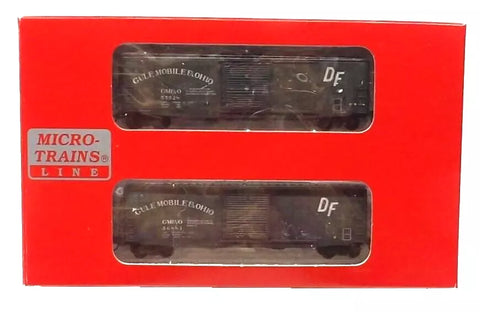 GULF MOBILE & OHIO
DF
GM&O
MICRO-
TRAINS®
LINE
GULF MOBILE & OHIO
DF
GM&O